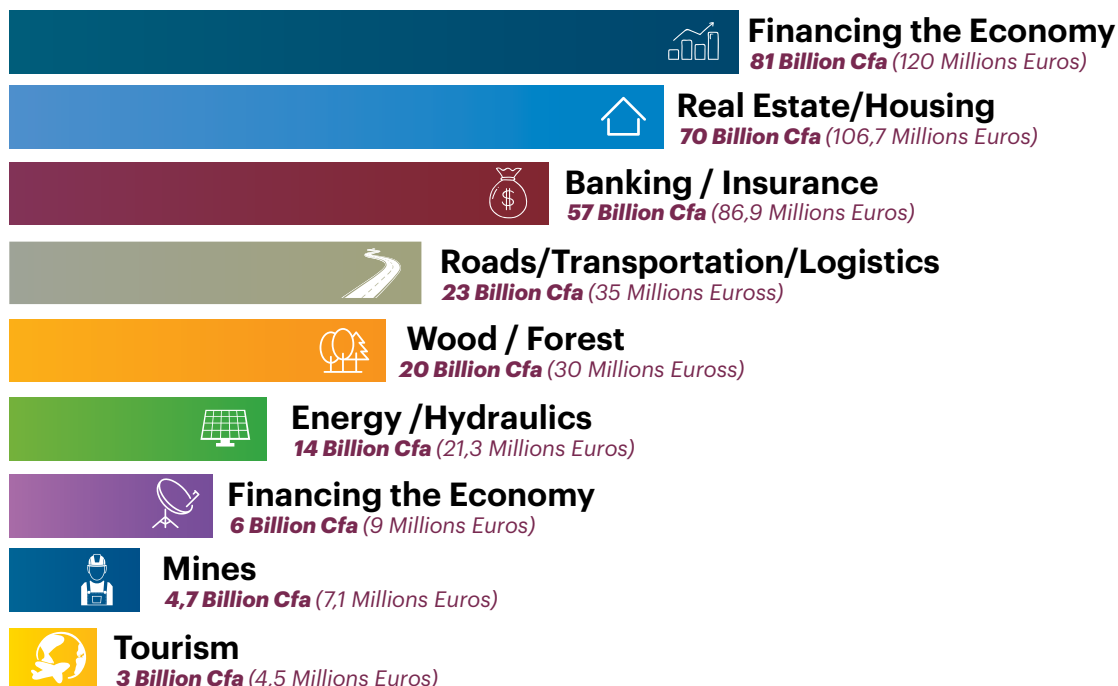 Financing the Economy
81 Billion Cfa (120 Millions Euros)
Real Estate/Housing
70 Billion Cfa (106,7 Millions Euros)
Banking / Insurance
57 Billion Cfa (86,9 Millions Euros)
Roads/Transportation/Logistics
23 Billion Cfa (35 Millions Euross)
Wood / Forest
20 Billion Cfa (30 Millions Euross)
Energy /Hydraulics
14 Billion Cfa (21,3 Millions Euros)
Financing the Economy
6 Billion Cfa (9 Millions Euros)
Mines
4,7 Billion Cfa (7,1 Millions Euros)
Tourism
3 Billion Cfa (4,5 Millions Euros)